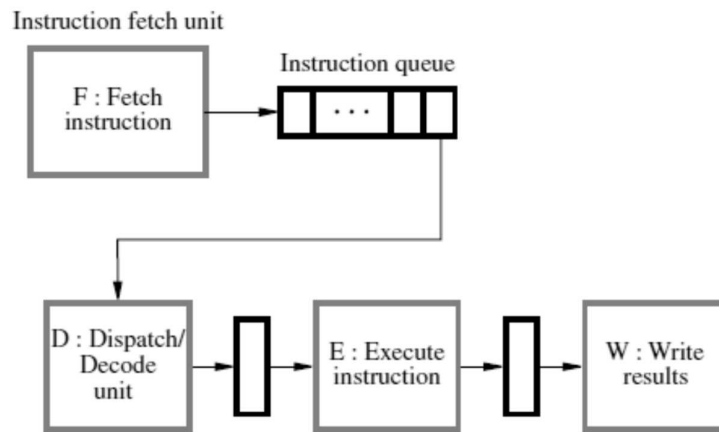 Instruction fetch unit
F : Fetch
instruction
Instruction queue
. . .
D : Dispatch/
Decode
unit
E : Execute
instruction
W : Write
results